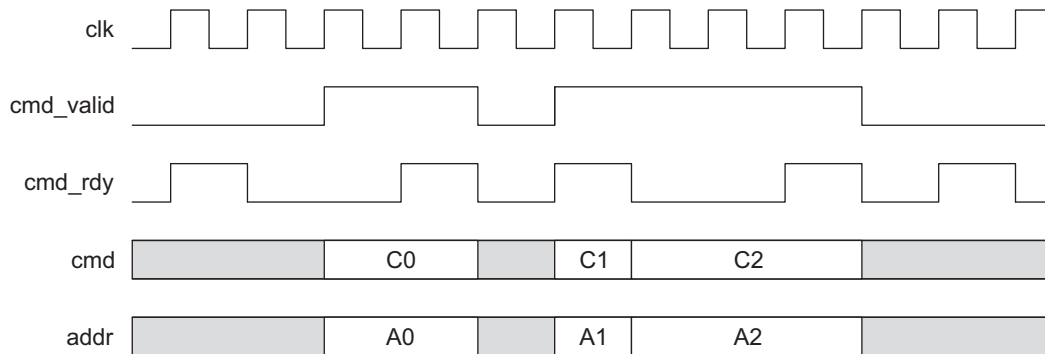 clk
cmd_valid
cmd_rdy
cmd C0 C1 C2
addr A0 A1 A2